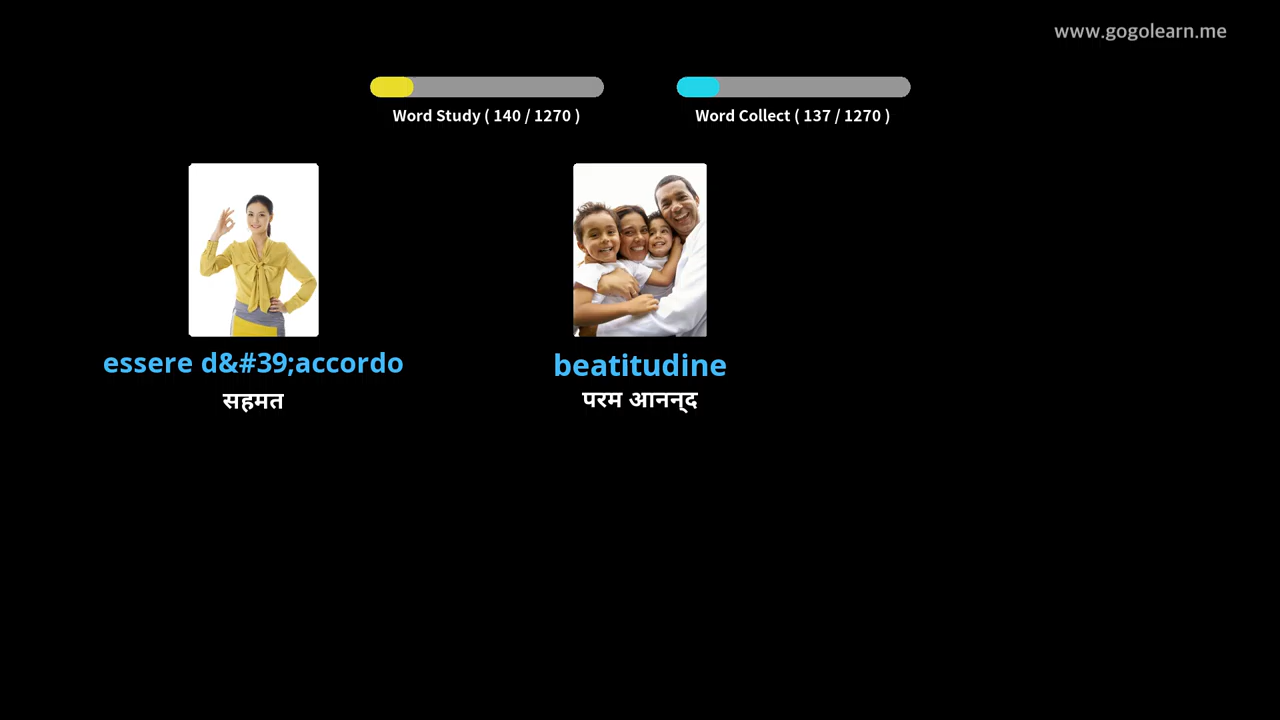 www.gogolearn.me
Word Study ( 140 / 1270 )
Word Collect ( 137 / 1270 )
essere d&#39;accordo
सहमत
beatitudine
परम आनन्द